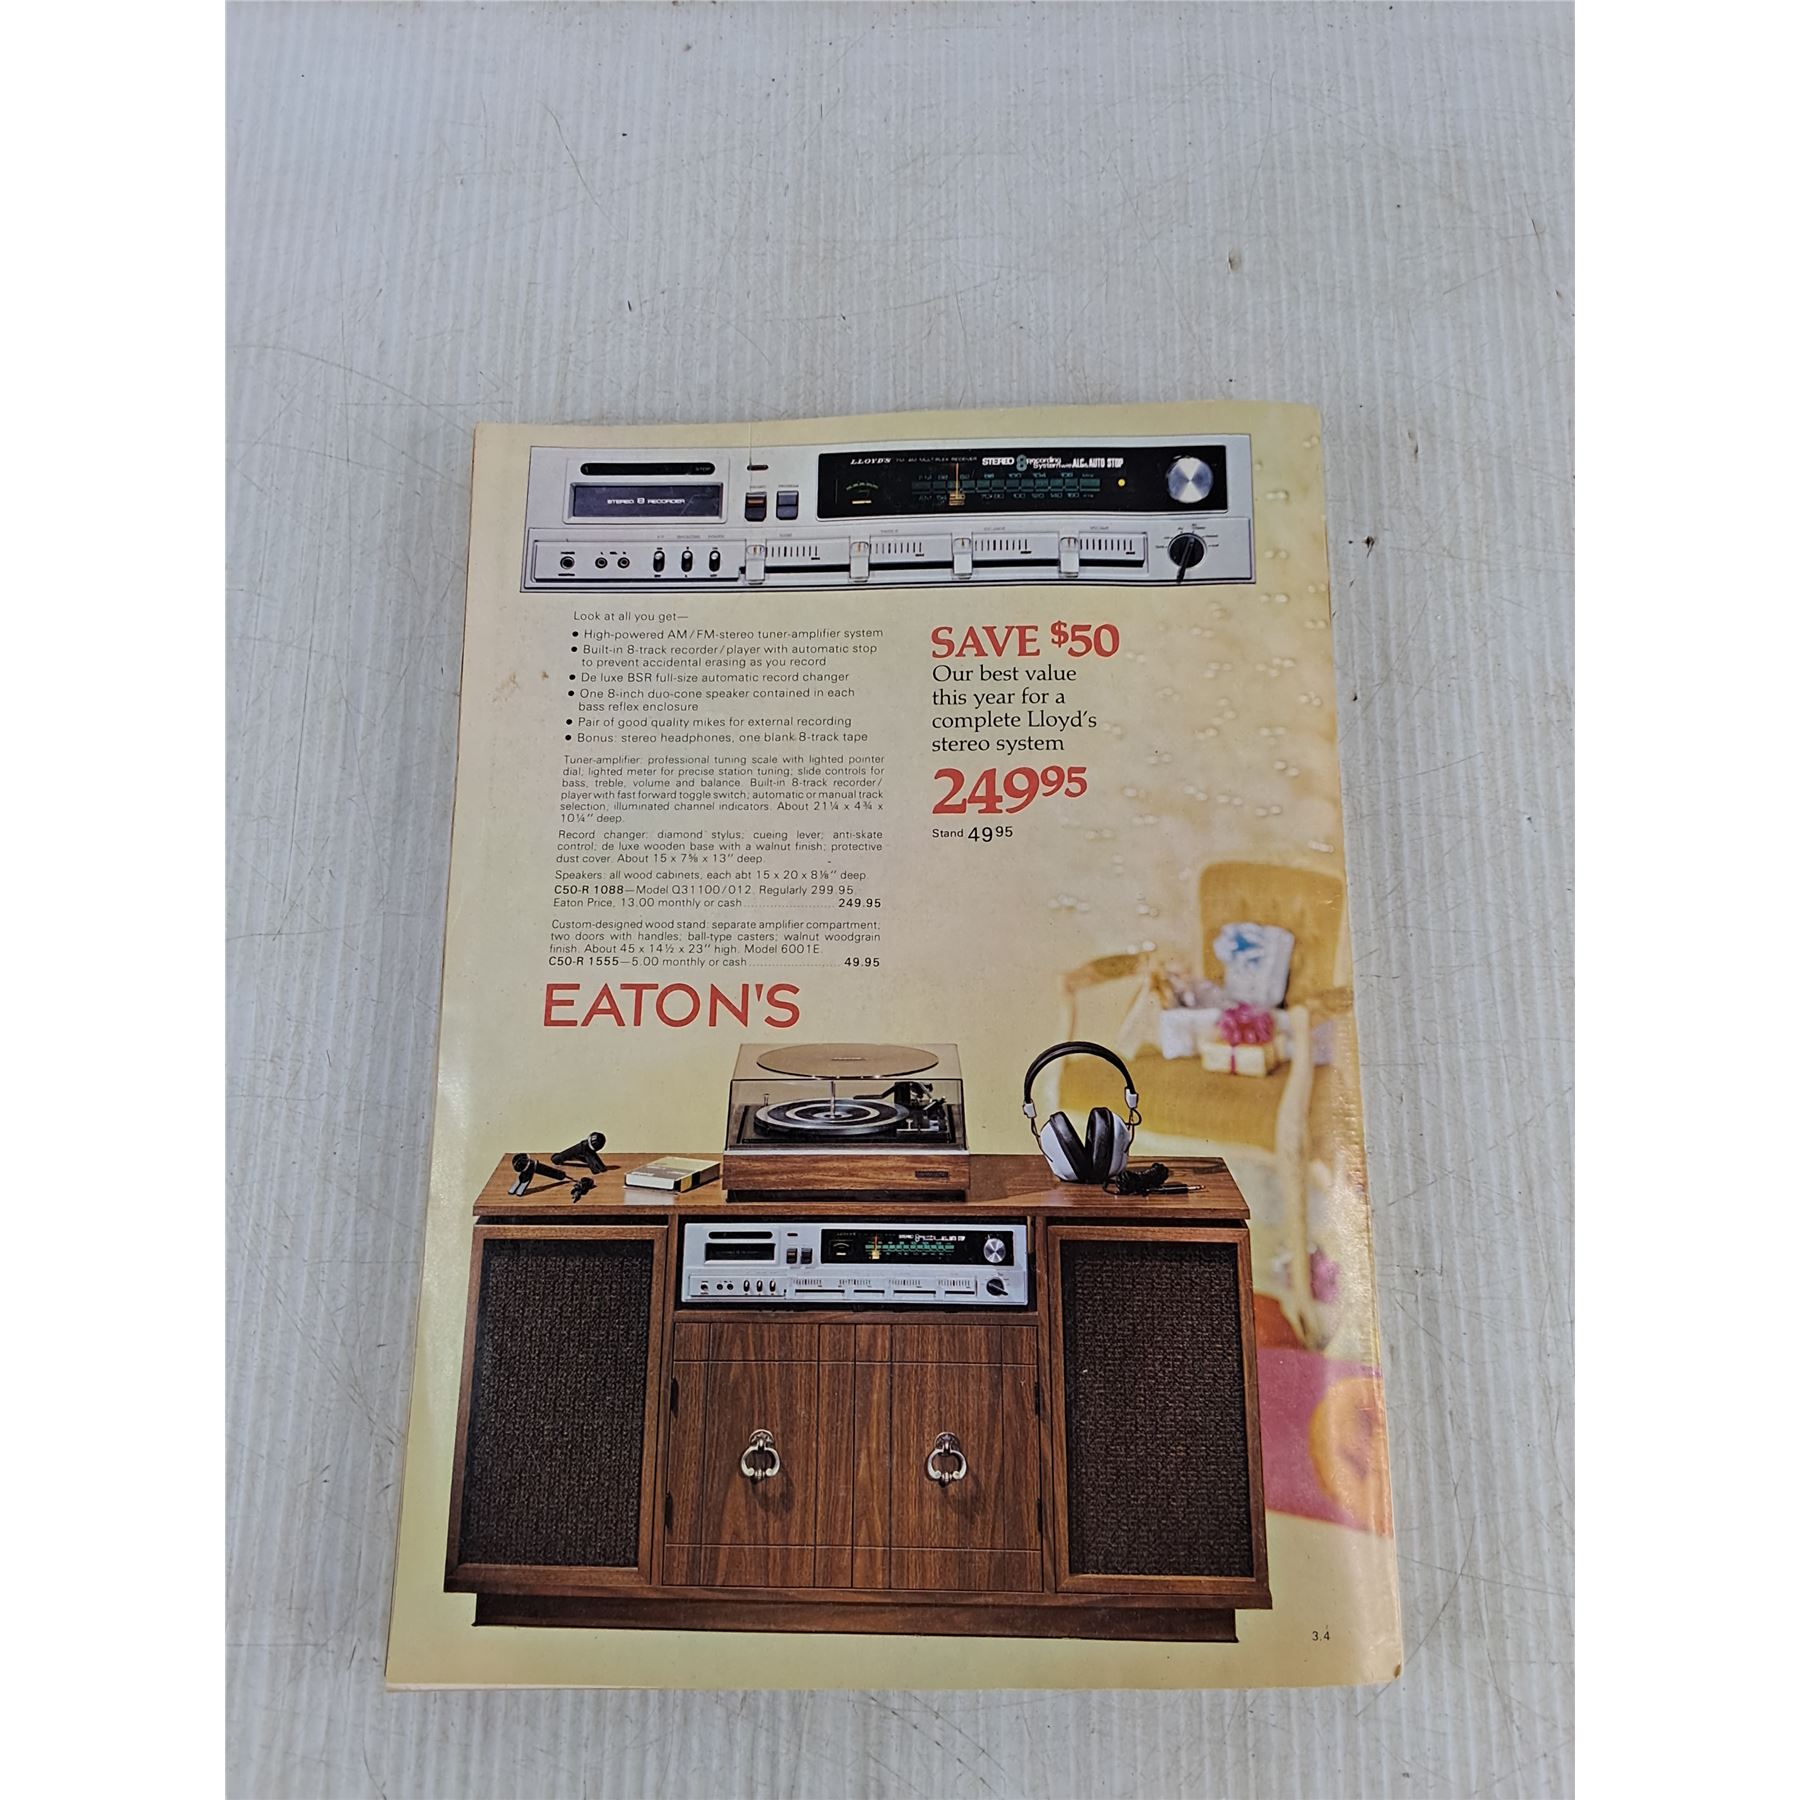 LLOYD'S
STEREO 8 Recording System with ALC & AUTO STOP
STOP
STEREO 8 RECORDER
Look at all you get—
• High-powered AM/FM-stereo tuner-amplifier system
• Built-in 8-track recorder/player with automatic stop
to prevent accidental erasing as you record
• De luxe BSR full-size automatic record changer
• One 8-inch duo-cone speaker contained in each
bass reflex enclosure
• Pair of good quality mikes for external recording
• Bonus: stereo headphones, one blank 8-track tape
Tuner-amplifier: professional tuning scale with lighted pointer
dial; lighted meter for precise station tuning; slide controls for
bass, treble, volume and balance. Built-in 8-track recorder/
player with fast forward toggle switch; automatic or manual track
selection; illuminated channel indicators. About 21¼ x 4¾ x
10¼" deep.
Record changer: diamond stylus; cueing lever; anti-skate
control; de luxe wooden base with a walnut finish; protective
dust cover. About 15 x 7⅝ x 13" deep.
Speakers: all wood cabinets, each abt 15 x 20 x 8⅛" deep.
C50-R 1088—Model Q31100/012. Regularly 299.95.
Eaton Price, 13.00 monthly or cash....................... 249.95
Custom-designed wood stand: separate amplifier compartment;
two doors with handles; ball-type casters; walnut woodgrain
finish. About 45 x 14½ x 23" high. Model 6001E.
C50-R 1555—5.00 monthly or cash....................... 49.95
SAVE $50
Our best value
this year for a
complete Lloyd's
stereo system
249 95
Stand 49 95
EATON'S
3.4